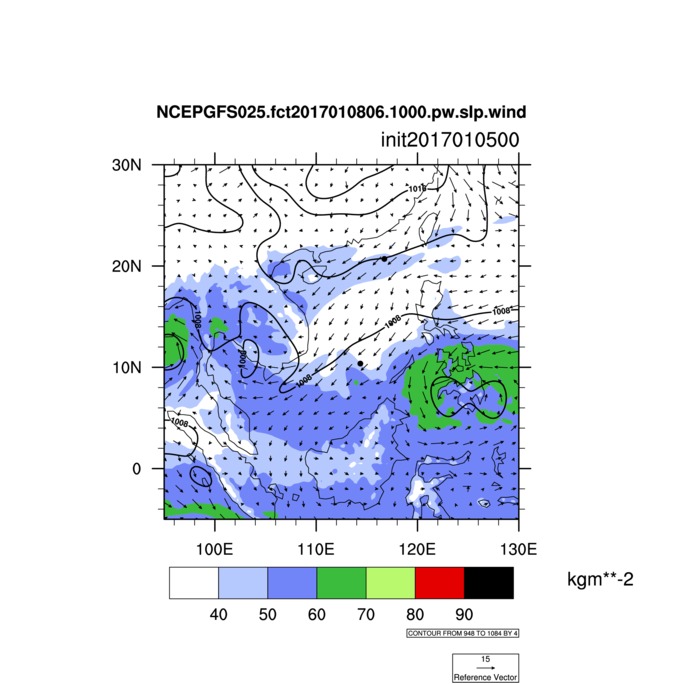 NCEPGFS025.fct2017010806.1000.pw.slp.wind
init2017010500
30N
1016
20N
1008
1008
1008
10N
1008
1008
1008
0
100E
110E
120E
130E
kgm**-2
40
50
60
70
80
90
CONTOUR FROM 948 TO 1084 BY 4
15
Reference Vector